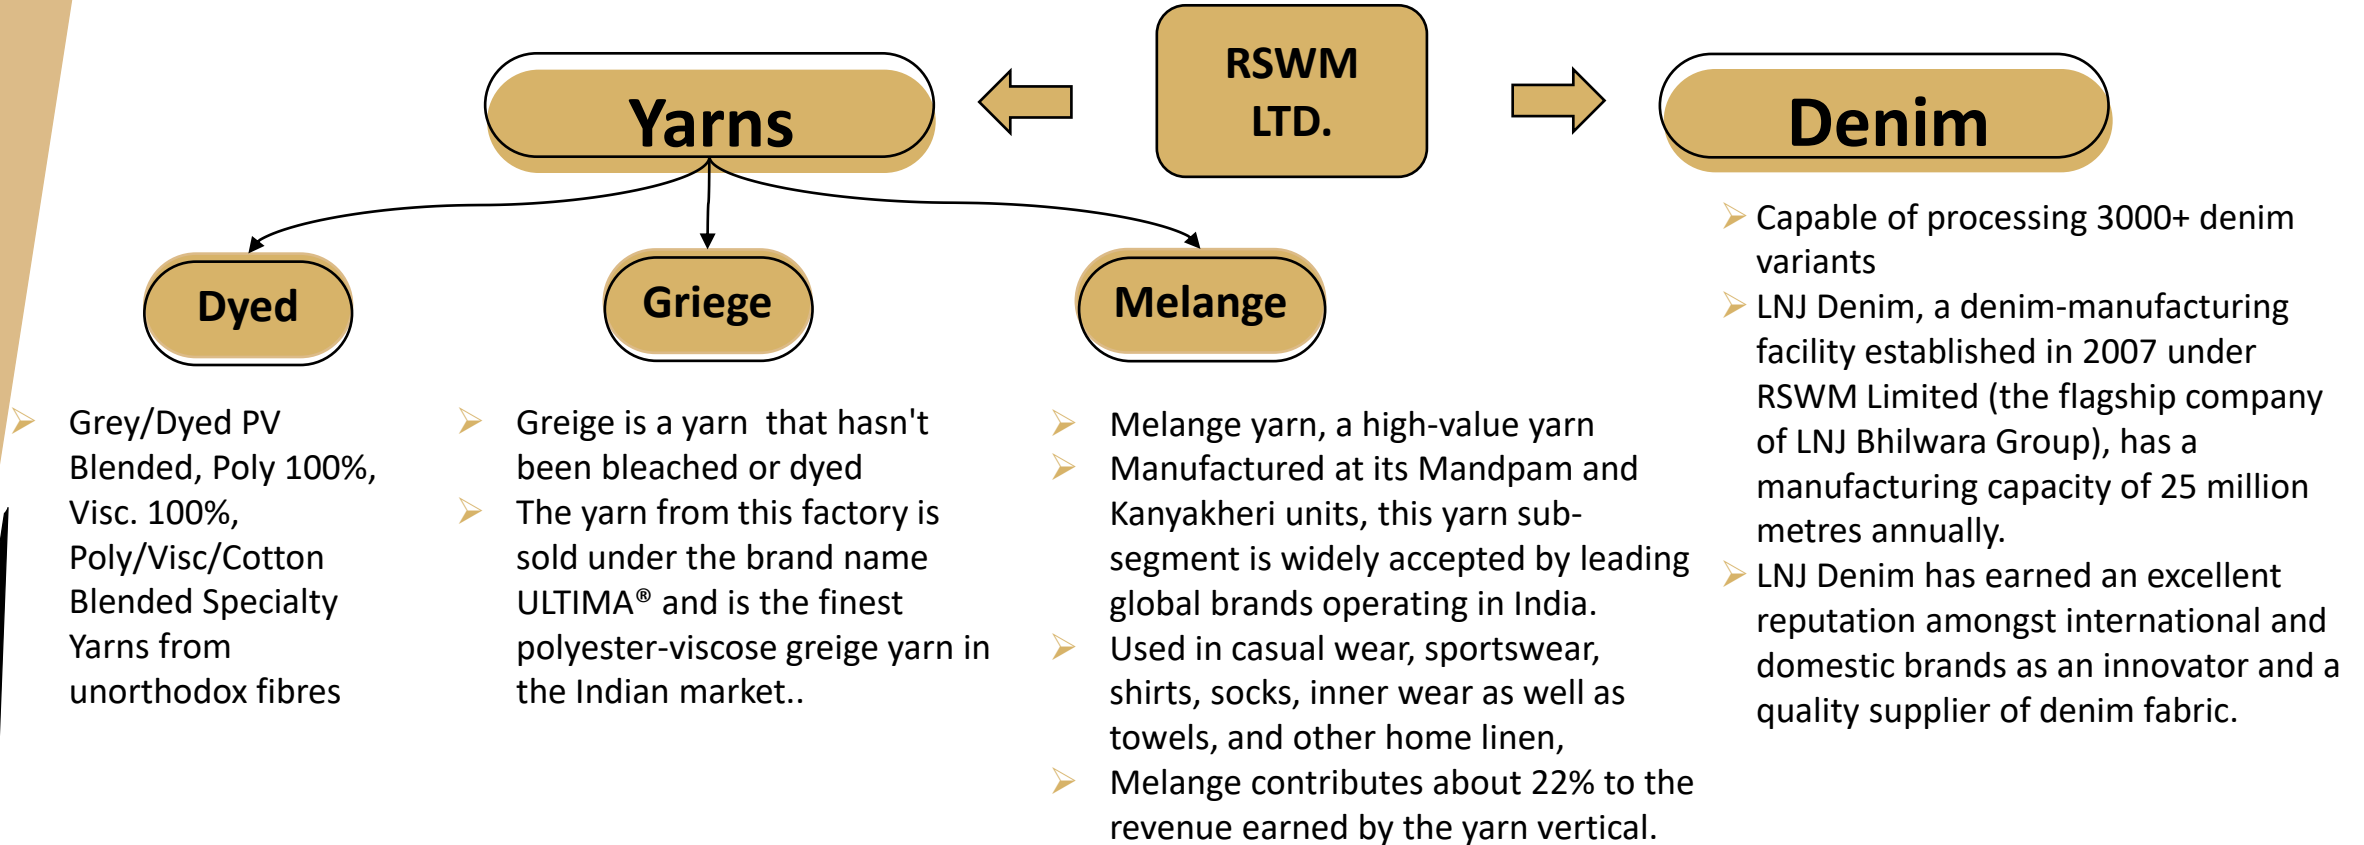 RSWM
LTD.
Yarns
Denim
Dyed
Griege
Melange
Grey/Dyed PV
Blended, Poly 100%,
Visc. 100%,
Poly/Visc/Cotton
Blended Specialty
Yarns from
unorthodox fibres
Greige is a yarn  that hasn't
been bleached or dyed
The yarn from this factory is
sold under the brand name
ULTIMA® and is the finest
polyester-viscose greige yarn in
the Indian market..
Melange yarn, a high-value yarn
Manufactured at its Mandpam and
Kanyakheri units, this yarn sub-
segment is widely accepted by leading
global brands operating in India.
Used in casual wear, sportswear,
shirts, socks, inner wear as well as
towels, and other home linen,
Melange contributes about 22% to the
revenue earned by the yarn vertical.
Capable of processing 3000+ denim
variants
LNJ Denim, a denim-manufacturing
facility established in 2007 under
RSWM Limited (the flagship company
of LNJ Bhilwara Group), has a
manufacturing capacity of 25 million
metres annually.
LNJ Denim has earned an excellent
reputation amongst international and
domestic brands as an innovator and a
quality supplier of denim fabric.